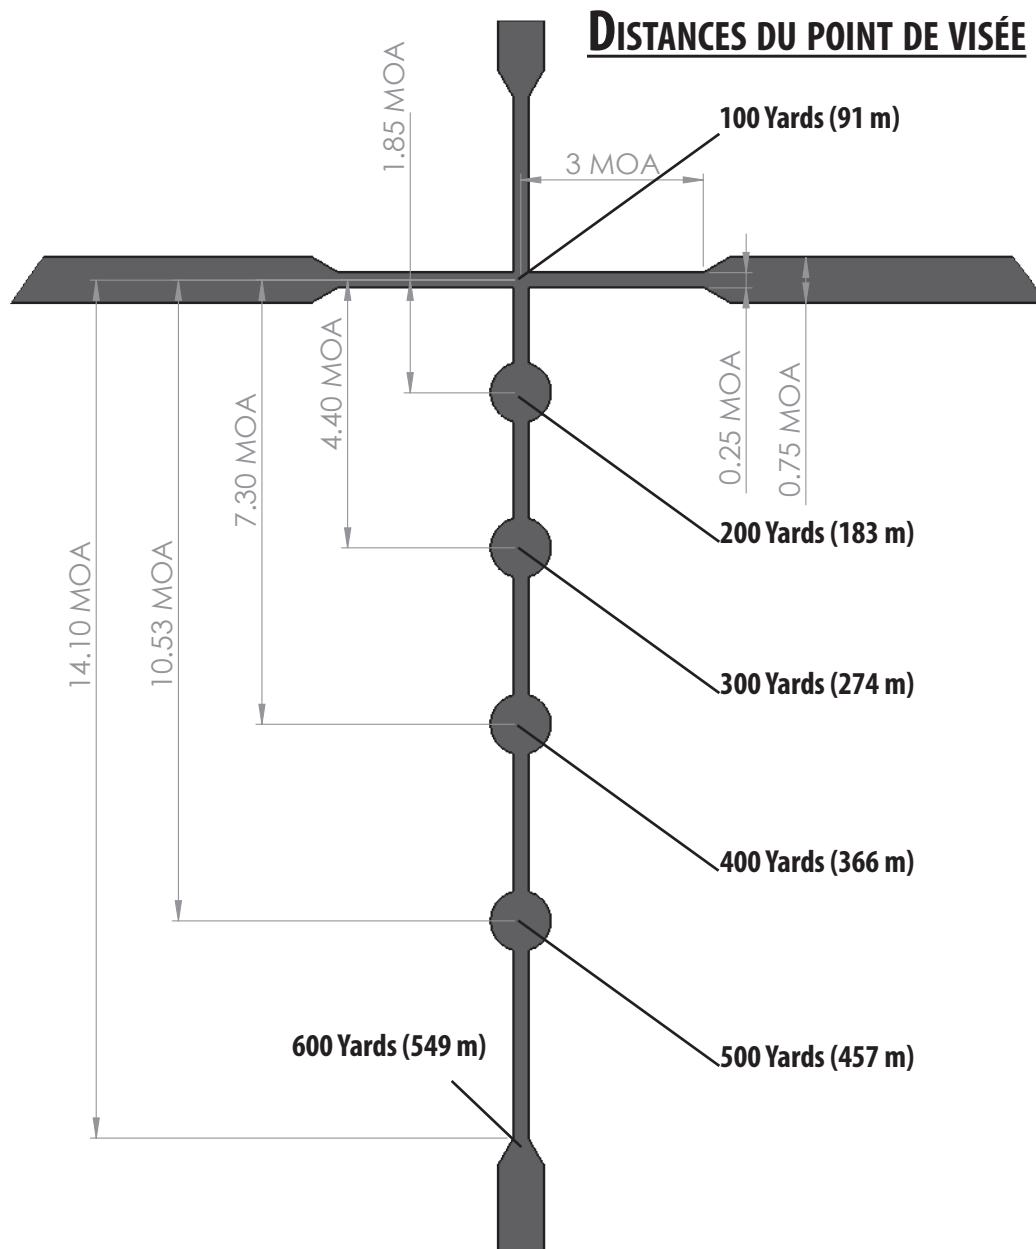 DISTANCES DU POINT DE VISÉE
100 Yards (91 m)
1.85 MOA
3 MOA
4.40 MOA
7.30 MOA
0.25 MOA
0.75 MOA
14.10 MOA
10.53 MOA
200 Yards (183 m)
300 Yards (274 m)
400 Yards (366 m)
600 Yards (549 m)
500 Yards (457 m)